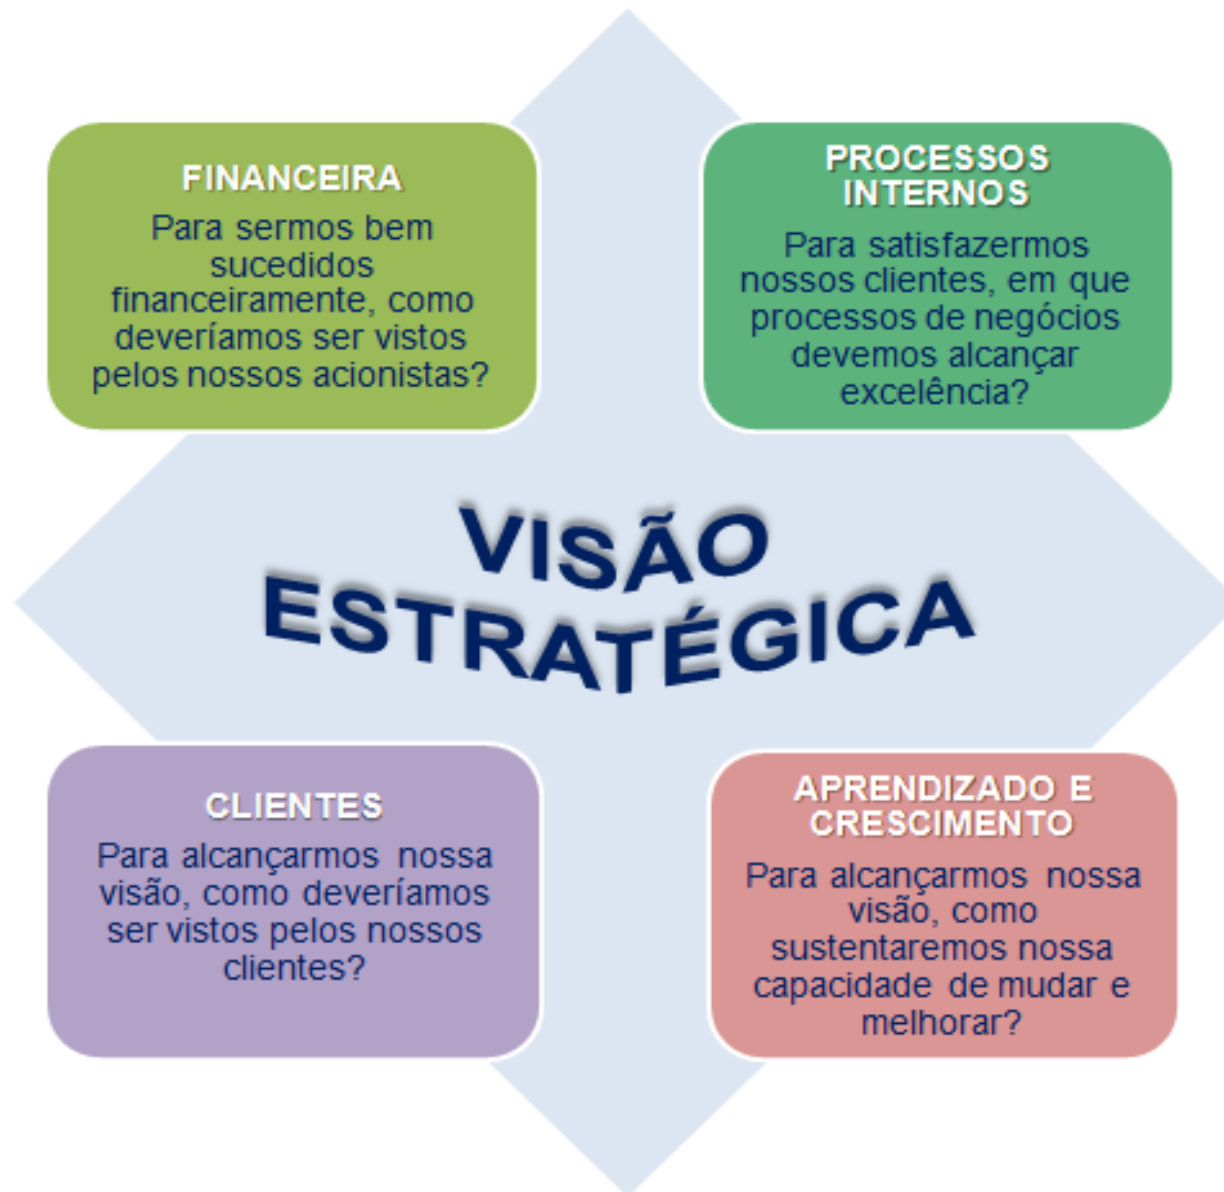 FINANCEIRA
Para sermos bem
sucedidos
financeiramente, como
deveríamos ser vistos
pelos nossos acionistas?
PROCESSOS
INTERNOS
Para satisfazermos
nossos clientes, em que
processos de negócios
devemos alcançar
excelência?
VISÃO
ESTRATÉGICA
CLIENTES
Para alcançarmos nossa
visão, como deveríamos
ser vistos pelos nossos
clientes?
APRENDIZADO E
CRESCIMENTO
Para alcançarmos nossa
visão, como
sustentaremos nossa
capacidade de mudar e
melhorar?